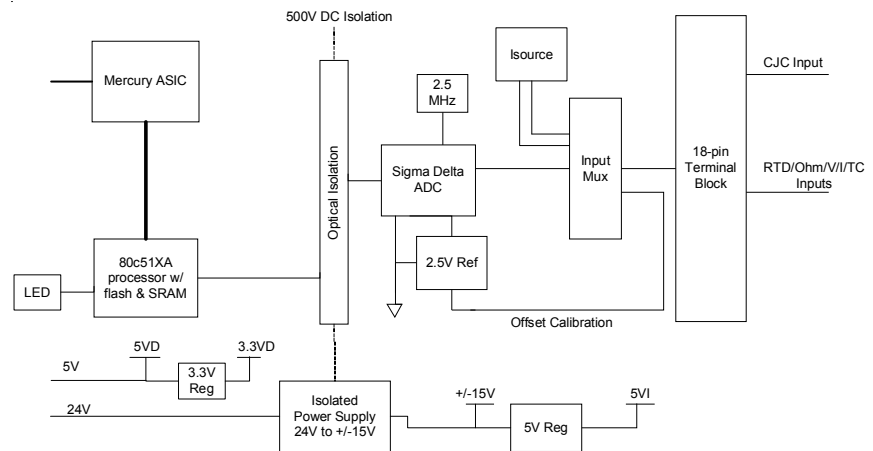 500V DC Isolation
Mercury ASIC
Isource
CJC Input
2.5
MHz
Optical Isolation
Sigma Delta
ADC
Input
Mux
18-pin
Terminal
Block
RTD/Ohm/V/I/TC
Inputs
80c51XA
processor w/
flash & SRAM
2.5V Ref
LED
Offset Calibration
5VD
3.3VD
5V
3.3V
Reg
24V
Isolated
Power Supply
24V to +/-15V
+/-15V
5VI
5V Reg